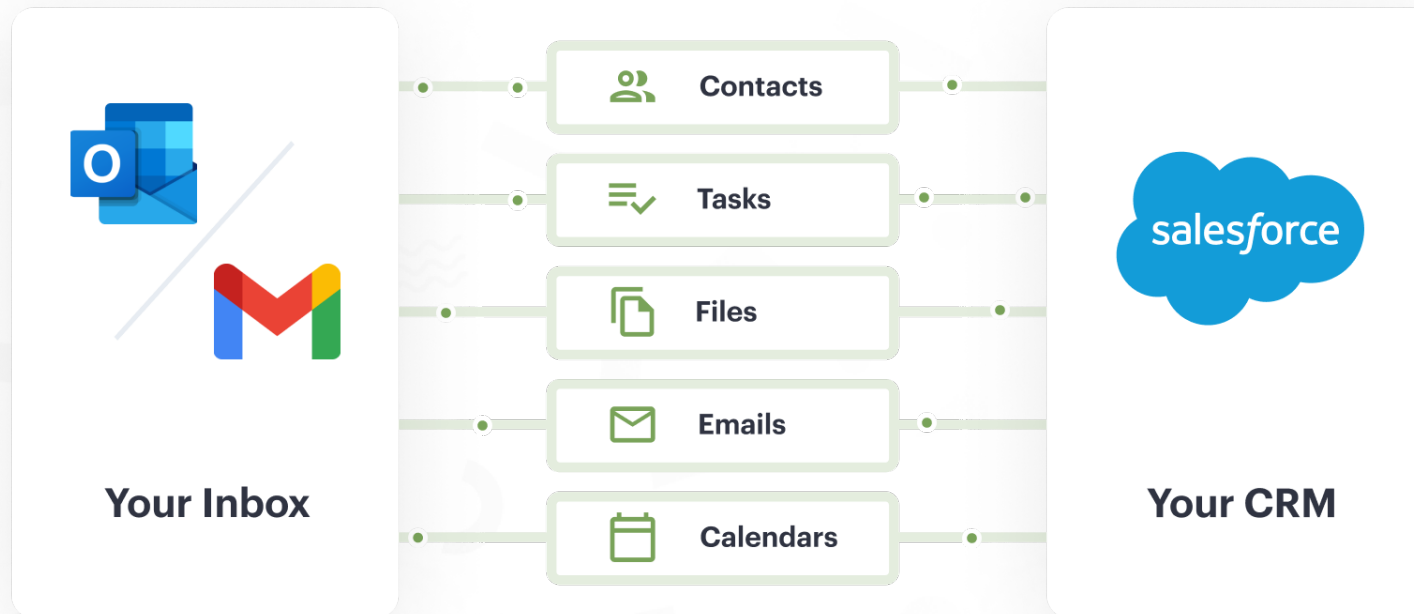 O
Your Inbox
Contacts
Tasks
Files
Emails
Calendars
salesforce
Your CRM